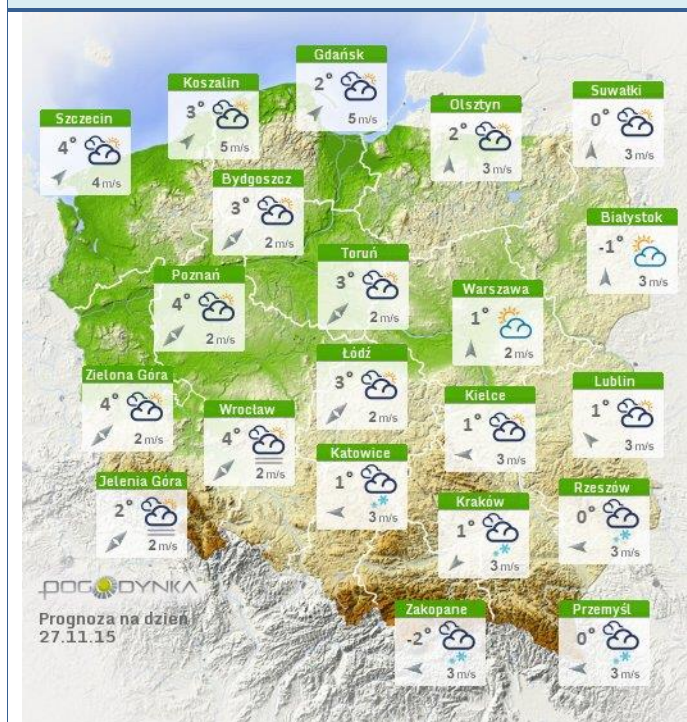 Gdańsk
2°
5 m/s
Koszalin
3°
5 m/s
Suwałki
0°
3 m/s
Olsztyn
2°
3 m/s
Szczecin
4°
4 m/s
Bydgoszcz
3°
2 m/s
Białystok
-1°
3 m/s
Toruń
3°
2 m/s
Poznań
4°
2 m/s
Warszawa
1°
2 m/s
Łódź
3°
2 m/s
Zielona Góra
4°
2 m/s
Lublin
1°
3 m/s
Kielce
1°
3 m/s
Wrocław
4°
2 m/s
Katowice
1°
3 m/s
Jelenia Góra
2°
2 m/s
Rzeszów
0°
3 m/s
Kraków
1°
3 m/s
POGODYNKA
Prognoza na dzień
27.11.15
Zakopane
-2°
3 m/s
Przemyśl
0°
3 m/s